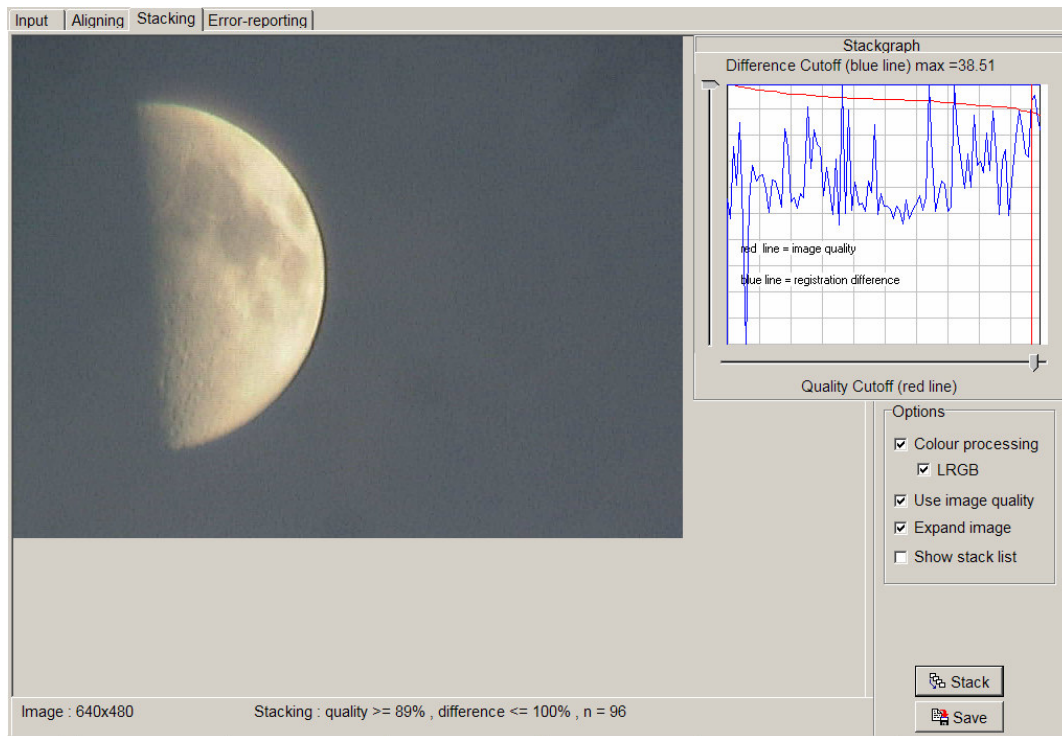 Input Aligning Stacking Error-reporting
Stackgraph
Difference Cutoff (blue line) max =38.51
red line = image quality
blue line = registration difference
Quality Cutoff (red line)
Options
Colour processing
LRGB
Use image quality
Expand image
Show stack list
Stack
Save
Image : 640x480 Stacking : quality >= 89% , difference <= 100% , n = 96